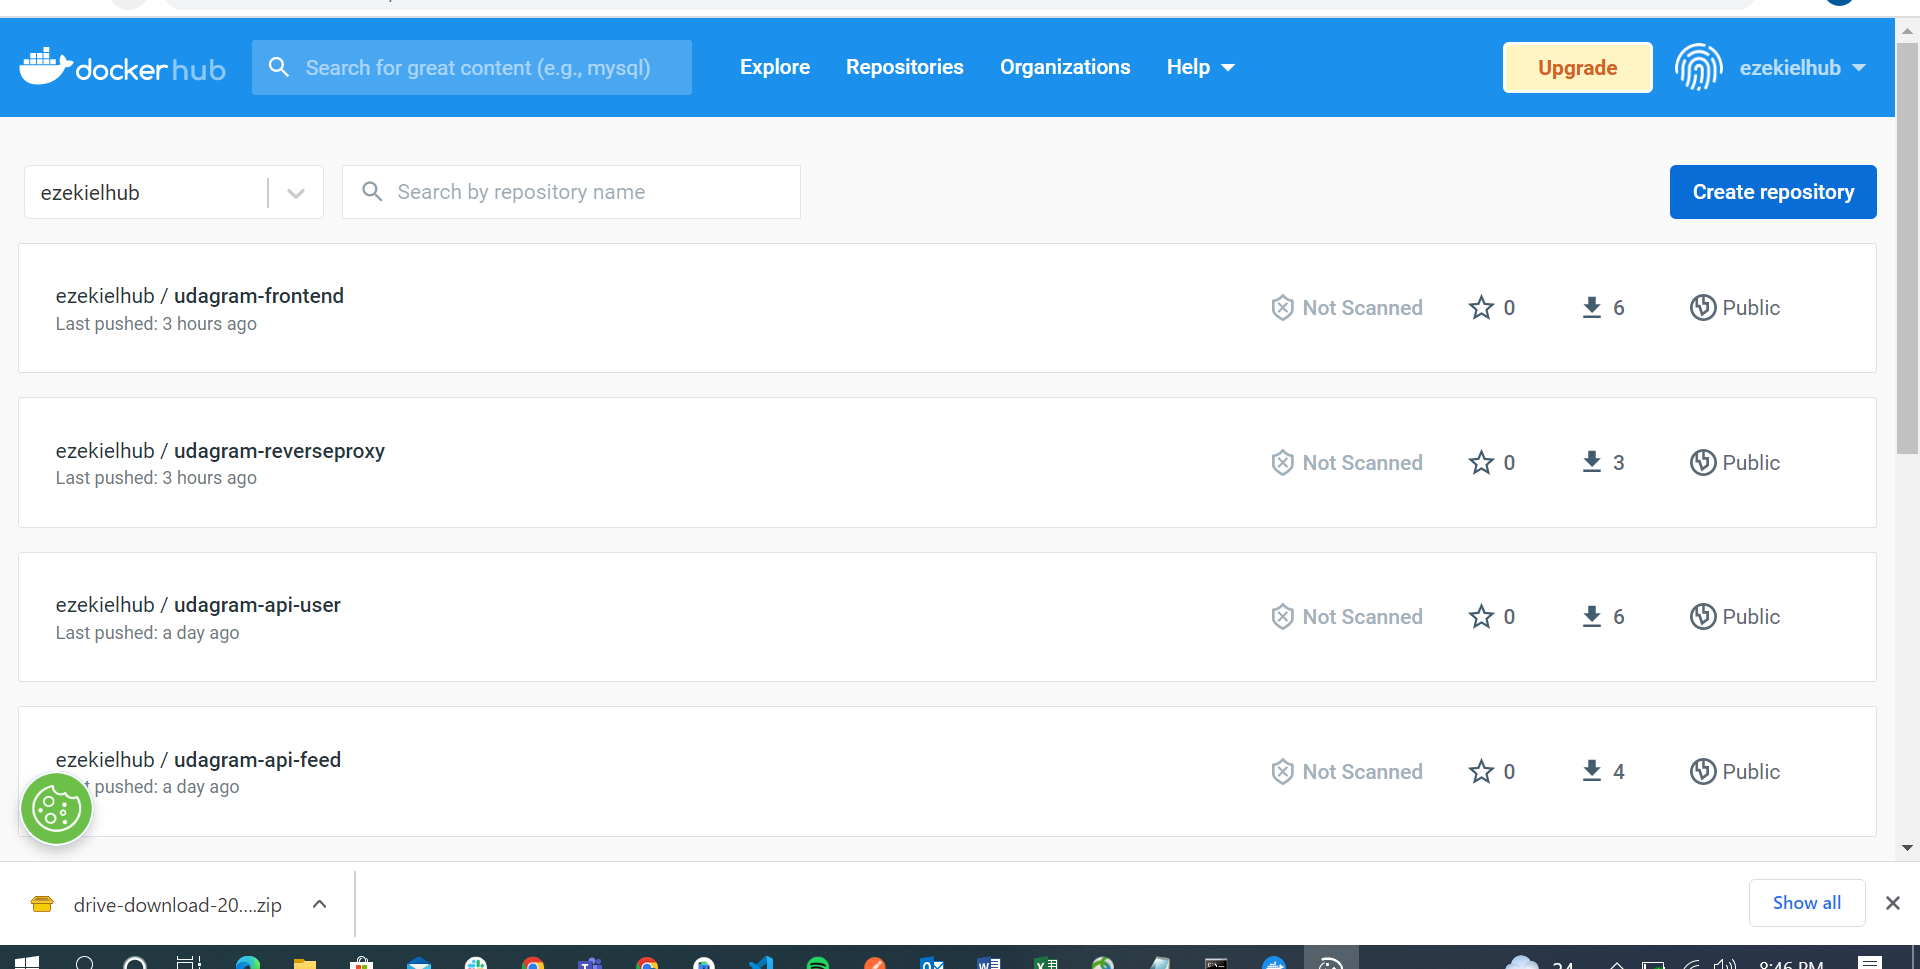 docker hub
Search for great content (e.g., mysql)
Explore
Repositories
Organizations
Help
Upgrade
ezekielhub
ezekielhub
Search by repository name
Create repository
ezekielhub / udagram-frontend
Last pushed: 3 hours ago
Not Scanned
0
6
Public
ezekielhub / udagram-reverseproxy
Last pushed: 3 hours ago
Not Scanned
0
3
Public
ezekielhub / udagram-api-user
Last pushed: a day ago
Not Scanned
0
6
Public
ezekielhub / udagram-api-feed
pushed: a day ago
Not Scanned
0
4
Public
drive-download-20....zip
Show all
8:46 PM